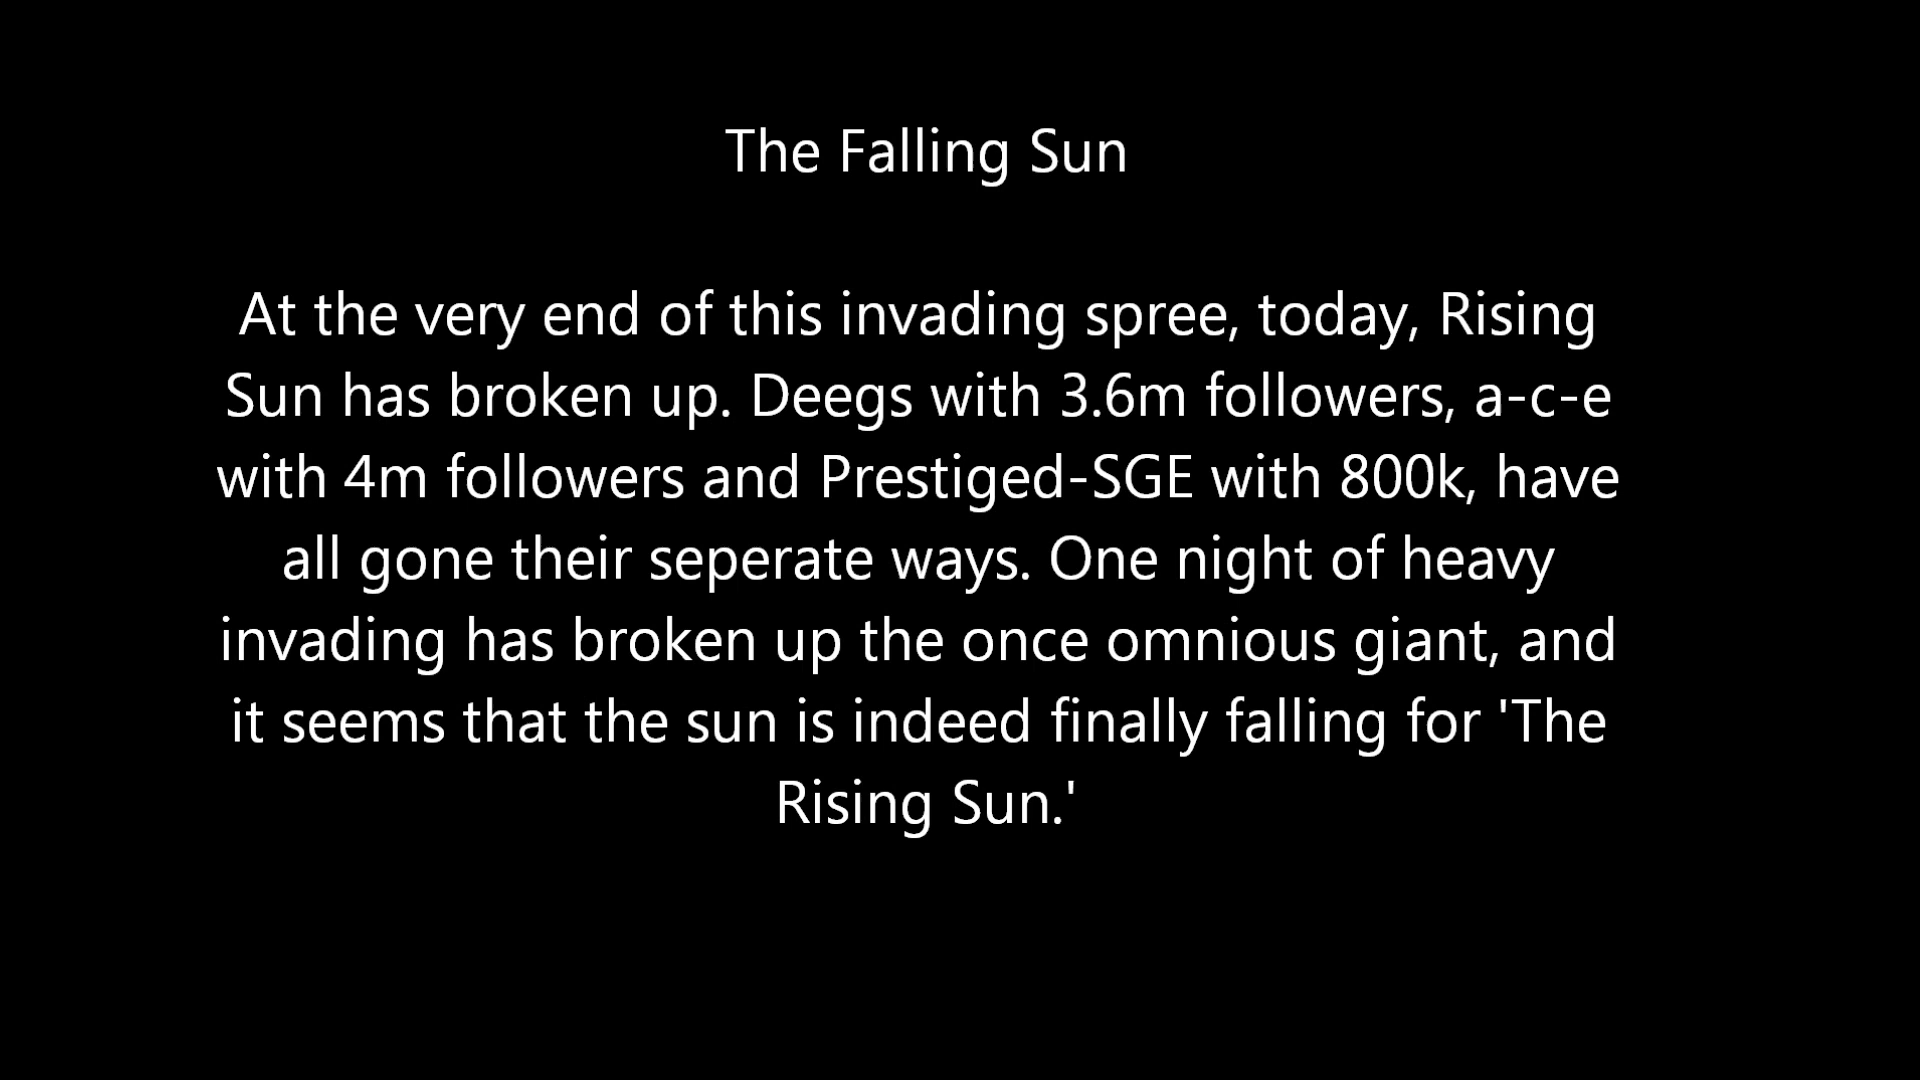 The Falling Sun
At the very end of this invading spree, today, Rising
Sun has broken up. Deegs with 3.6m followers, a-c-e
with 4m followers and Prestiged-SGE with 800k, have
all gone their seperate ways. One night of heavy
invading has broken up the once omnious giant, and
it seems that the sun is indeed finally falling for 'The
Rising Sun.'